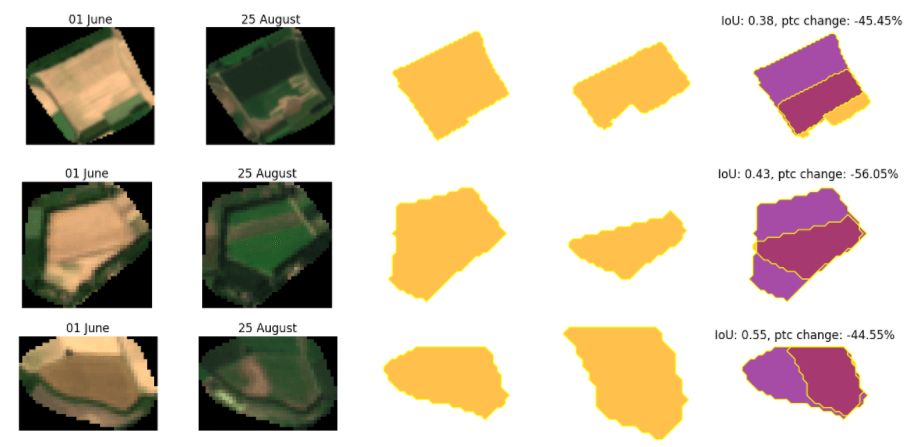 01 June
25 August
IoU: 0.38, ptc change: -45.45%
01 June
25 August
IoU: 0.43, ptc change: -56.05%
01 June
25 August
IoU: 0.55, ptc change: -44.55%